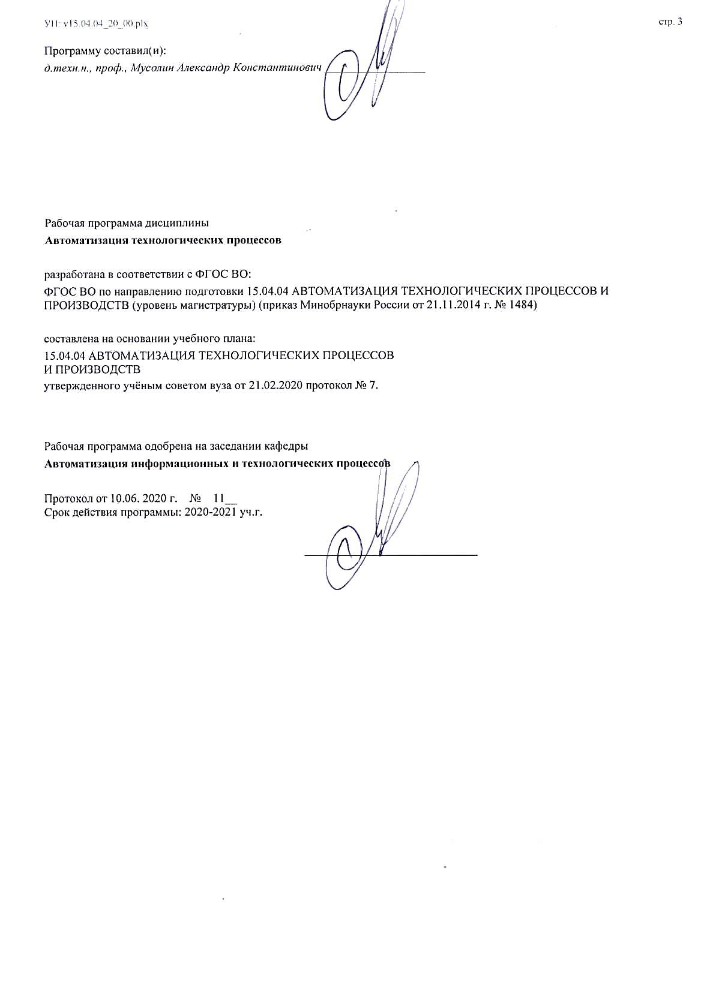 УП: v15.04.04_20_00.plx
стр. 3
Программу составил(и):
д.техн.н., проф., Мусолин Александр Константинович
Рабочая программа дисциплины
Автоматизация технологических процессов
разработана в соответствии с ФГОС ВО:
ФГОС ВО по направлению подготовки 15.04.04 АВТОМАТИЗАЦИЯ ТЕХНОЛОГИЧЕСКИХ ПРОЦЕССОВ И
ПРОИЗВОДСТВ (уровень магистратуры) (приказ Минобрнауки России от 21.11.2014 г. № 1484)
составлена на основании учебного плана:
15.04.04 АВТОМАТИЗАЦИЯ ТЕХНОЛОГИЧЕСКИХ ПРОЦЕССОВ
И ПРОИЗВОДСТВ
утвержденного учёным советом вуза от 21.02.2020 протокол № 7.
Рабочая программа одобрена на заседании кафедры
Автоматизация информационных и технологических процессов
Протокол от 10.06. 2020 г. № 11__
Срок действия программы: 2020-2021 уч.г.